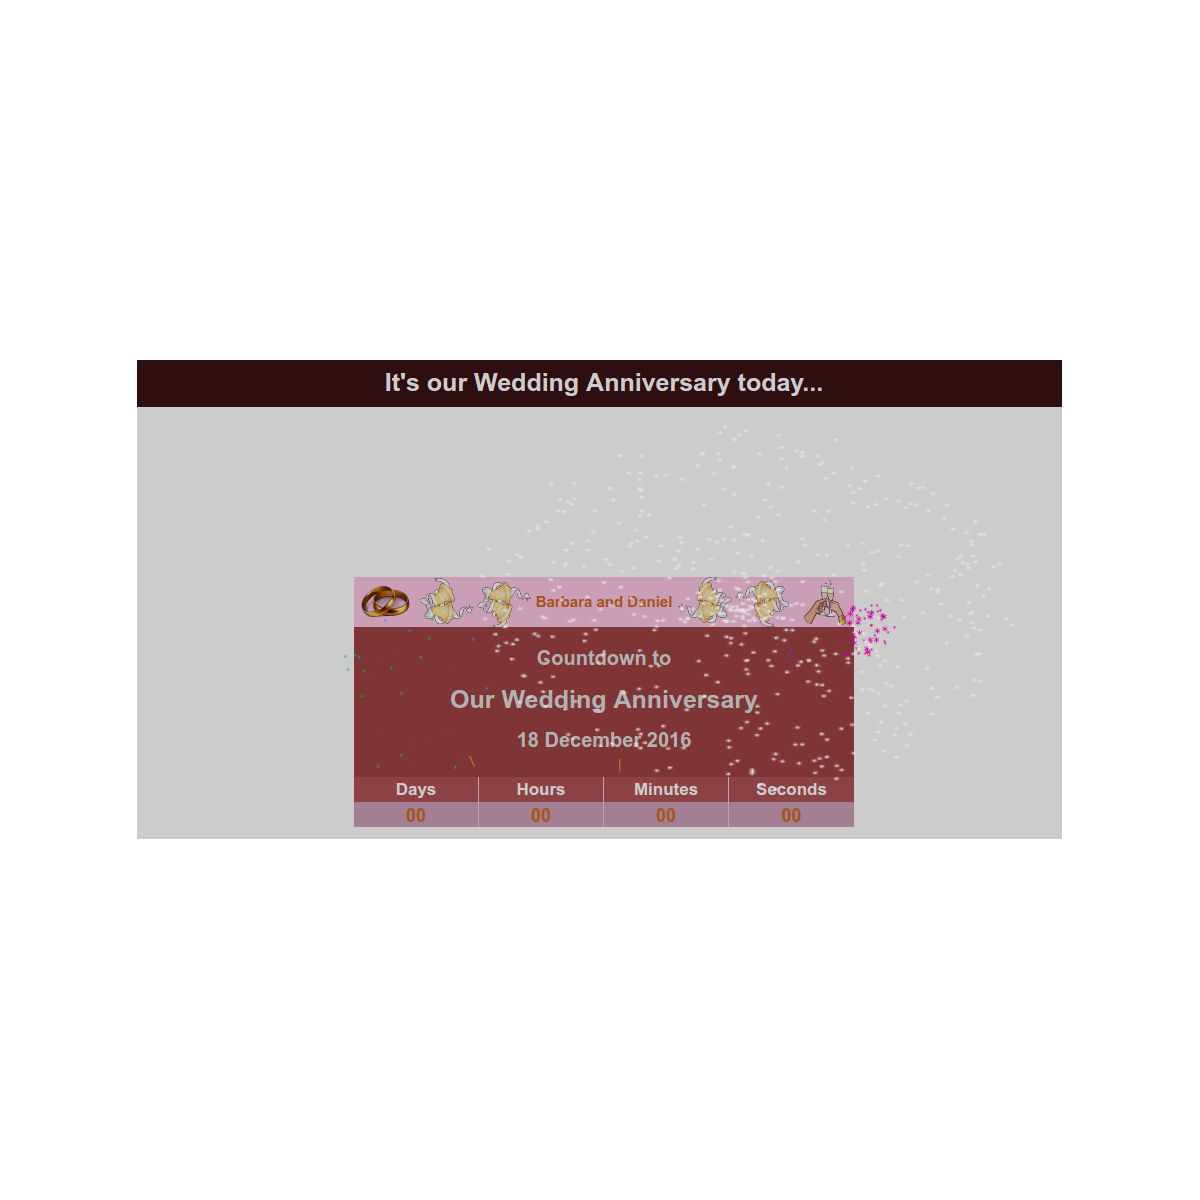 It's our Wedding Anniversary today...
Barbara and Daniel
Countdown to
Our Wedding Anniversary
18 December 2016
Days Hours Minutes Seconds
00 00 00 00